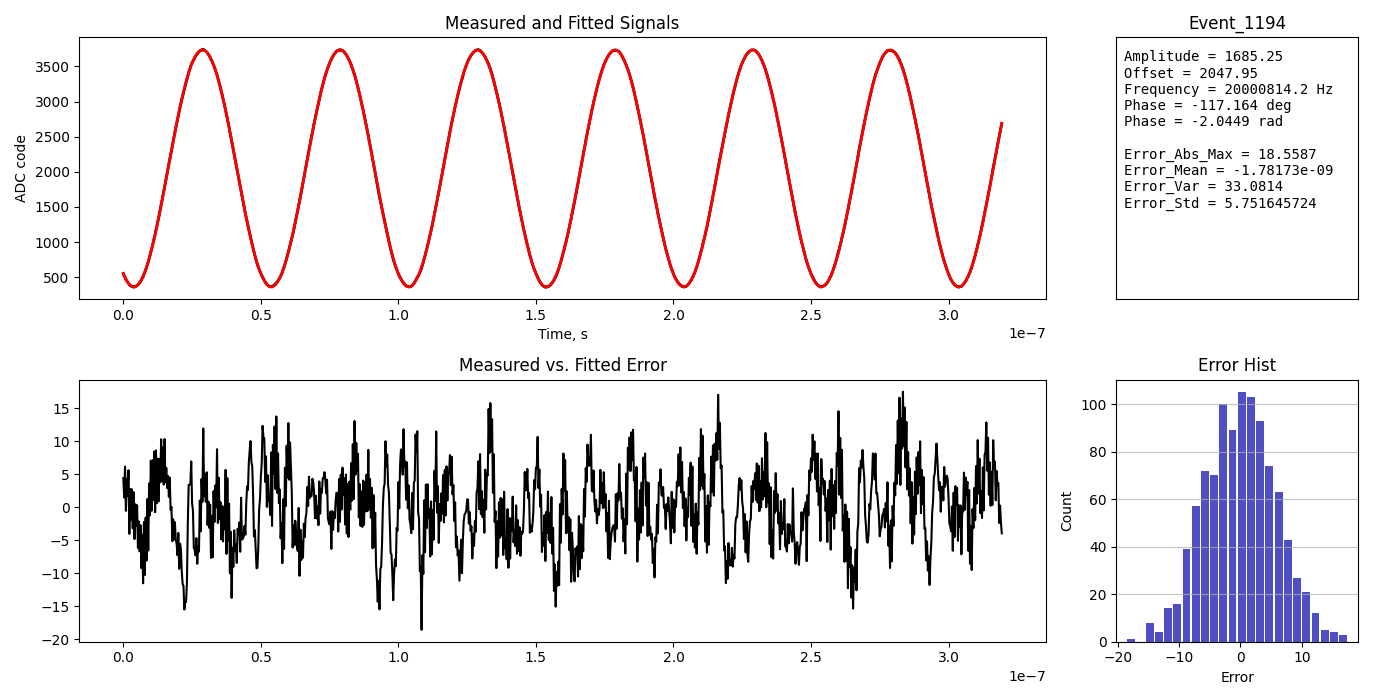 Measured and Fitted Signals
ADC code
3500
3000
2500
2000
1500
1000
500
0.0 0.5 1.0 1.5 2.0 2.5 3.0
1e−7
Time, s
Event_1194
Amplitude = 1685.25
Offset = 2047.95
Frequency = 20000814.2 Hz
Phase = -117.164 deg
Phase = -2.0449 rad
Error_Abs_Max = 18.5587
Error_Mean = -1.78173e-09
Error_Var = 33.0814
Error_Std = 5.751645724
Measured vs. Fitted Error
15
10
5
0
−5
−10
−15
−20
0.0 0.5 1.0 1.5 2.0 2.5 3.0
1e−7
Error Hist
Count
100
80
60
40
20
0
−20 −10 0 10
Error